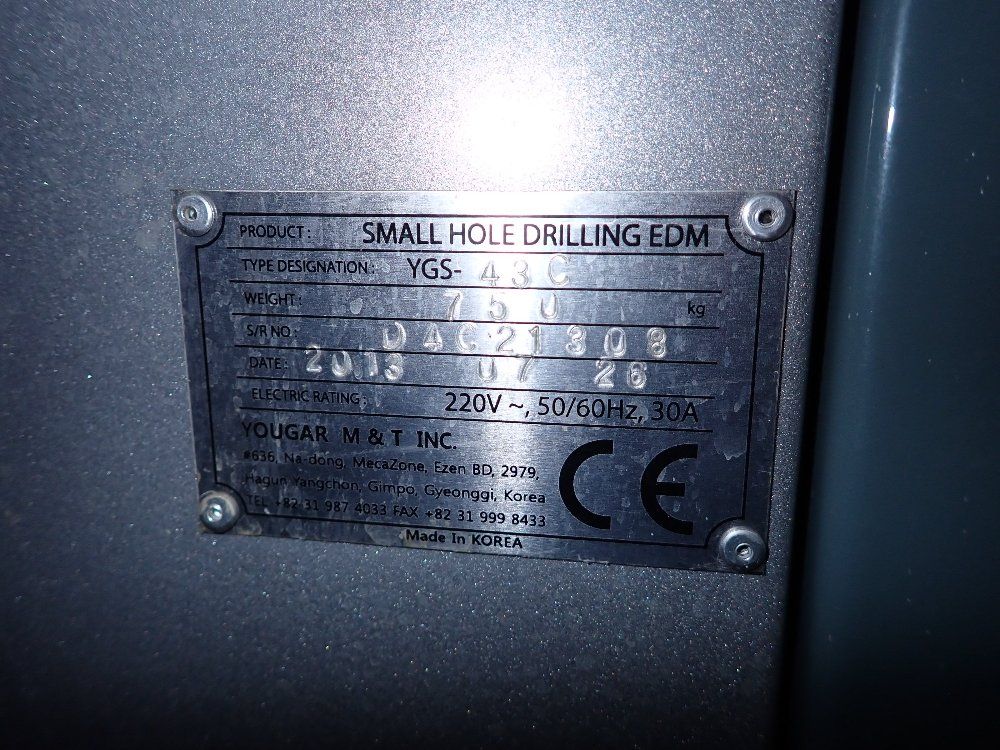 PRODUCT: SMALL HOLE DRILLING EDM
TYPE DESIGNATION: YGS-43C
WEIGHT: 750 kg
S/R NO.: D4C21308
DATE: 2013 07 26
ELECTRIC RATING: 220V ~, 50/60Hz, 30A
YOUGAR M & T INC.
#636, Na-dong, MecaZone, Ezen BD, 2979,
Hagun Yangchon, Gimpo, Gyeonggi, Korea
TEL +82 31 987 4033 FAX +82 31 999 8433
CE
Made In KOREA